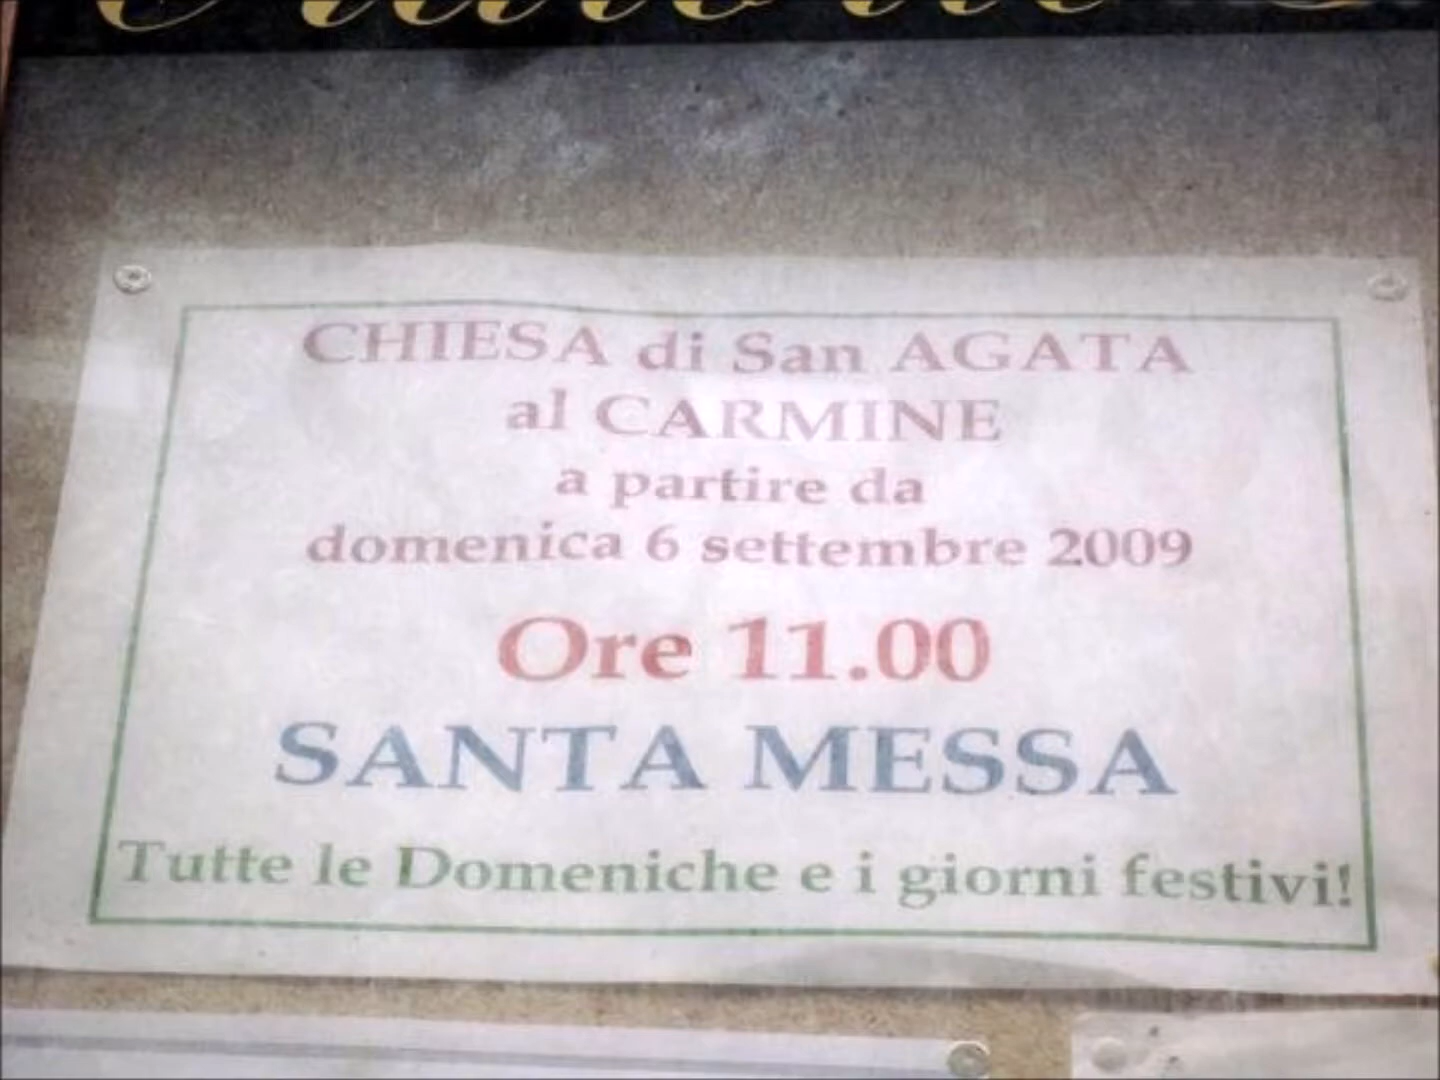 CHIESA di San AGATA
al CARMINE
a partire da
domenica 6 settembre 2009
Ore 11.00
SANTA MESSA
Tutte le Domeniche e i giorni festivi!